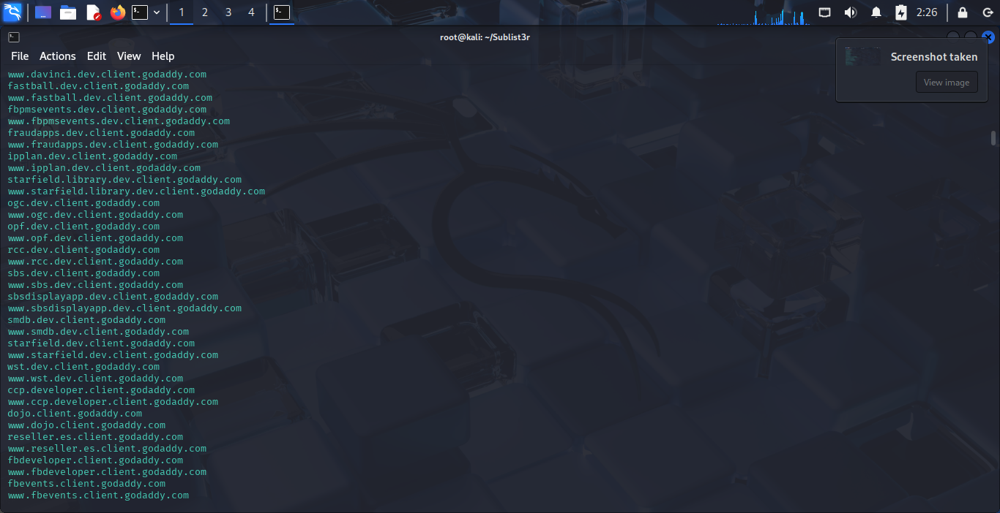 1 2 3 4 2:26
root@kali: ~/Sublist3r
File Actions Edit View Help
Screenshot taken
View image
www.davinci.dev.client.godaddy.com
fastball.dev.client.godaddy.com
www.fastball.dev.client.godaddy.com
fbpmsevents.dev.client.godaddy.com
www.fbpmsevents.dev.client.godaddy.com
fraudapps.dev.client.godaddy.com
www.fraudapps.dev.client.godaddy.com
ipplan.dev.client.godaddy.com
www.ipplan.dev.client.godaddy.com
starfield.library.dev.client.godaddy.com
www.starfield.library.dev.client.godaddy.com
ogc.dev.client.godaddy.com
www.ogc.dev.client.godaddy.com
opf.dev.client.godaddy.com
www.opf.dev.client.godaddy.com
rcc.dev.client.godaddy.com
www.rcc.dev.client.godaddy.com
sbs.dev.client.godaddy.com
www.sbs.dev.client.godaddy.com
sbsdisplayapp.dev.client.godaddy.com
www.sbsdisplayapp.dev.client.godaddy.com
smdb.dev.client.godaddy.com
www.smdb.dev.client.godaddy.com
starfield.dev.client.godaddy.com
www.starfield.dev.client.godaddy.com
wst.dev.client.godaddy.com
www.wst.dev.client.godaddy.com
ccp.developer.client.godaddy.com
www.ccp.developer.client.godaddy.com
dojo.client.godaddy.com
www.dojo.client.godaddy.com
reseller.es.client.godaddy.com
www.reseller.es.client.godaddy.com
fbdeveloper.client.godaddy.com
www.fbdeveloper.client.godaddy.com
fbevents.client.godaddy.com
www.fbevents.client.godaddy.com